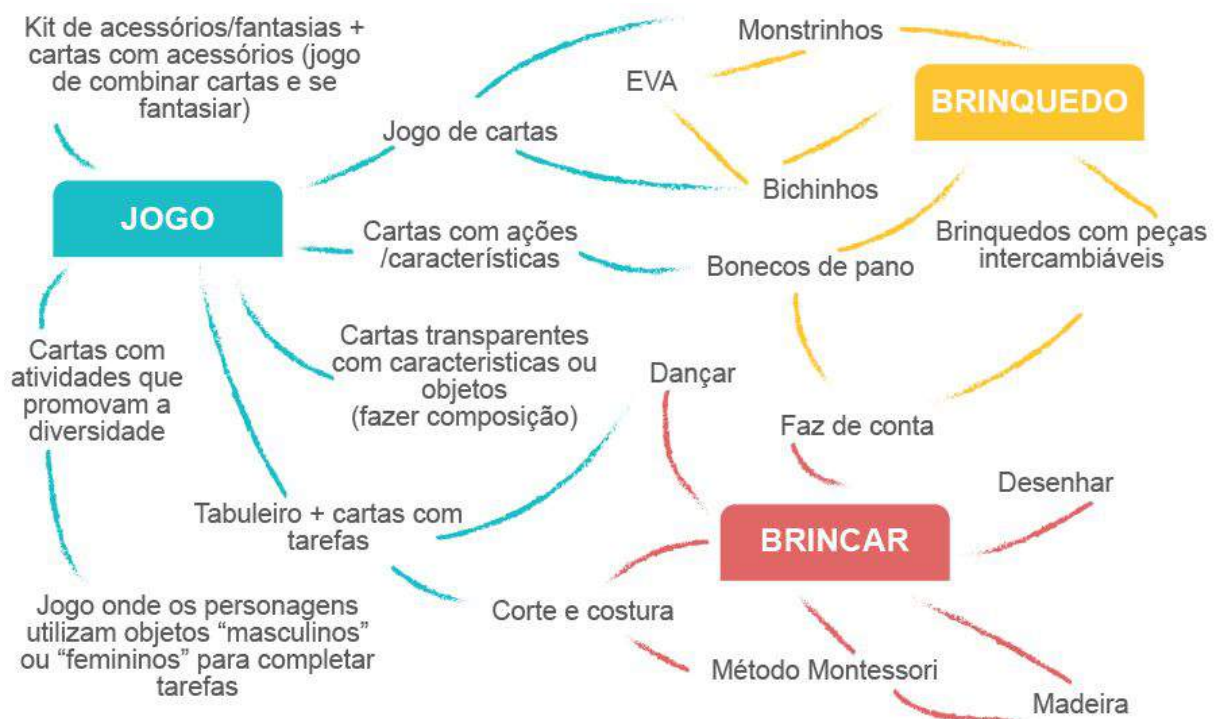 Kit de acessórios/fantasias +
cartas com acessórios (jogo
de combinar cartas e se
fantasiar)
Monstrinhos
EVA
BRINQUEDO
Jogo de cartas
Bichinhos
JOGO
Cartas com ações
/característícas
Bonecos de pano
Brinquedos com peças
intercambiáveis
Cartas com
atividades que
promovam a
diversidade
Cartas transparentes
com caracteristicas ou
objetos
(fazer composição)
Dançar
Faz de conta
Desenhar
Tabuleiro + cartas com
tarefas
BRINCAR
Jogo onde os personagens
utilizam objetos “masculinos”
ou “femininos” para completar
tarefas
Corte e costura
Método Montessori
Madeira